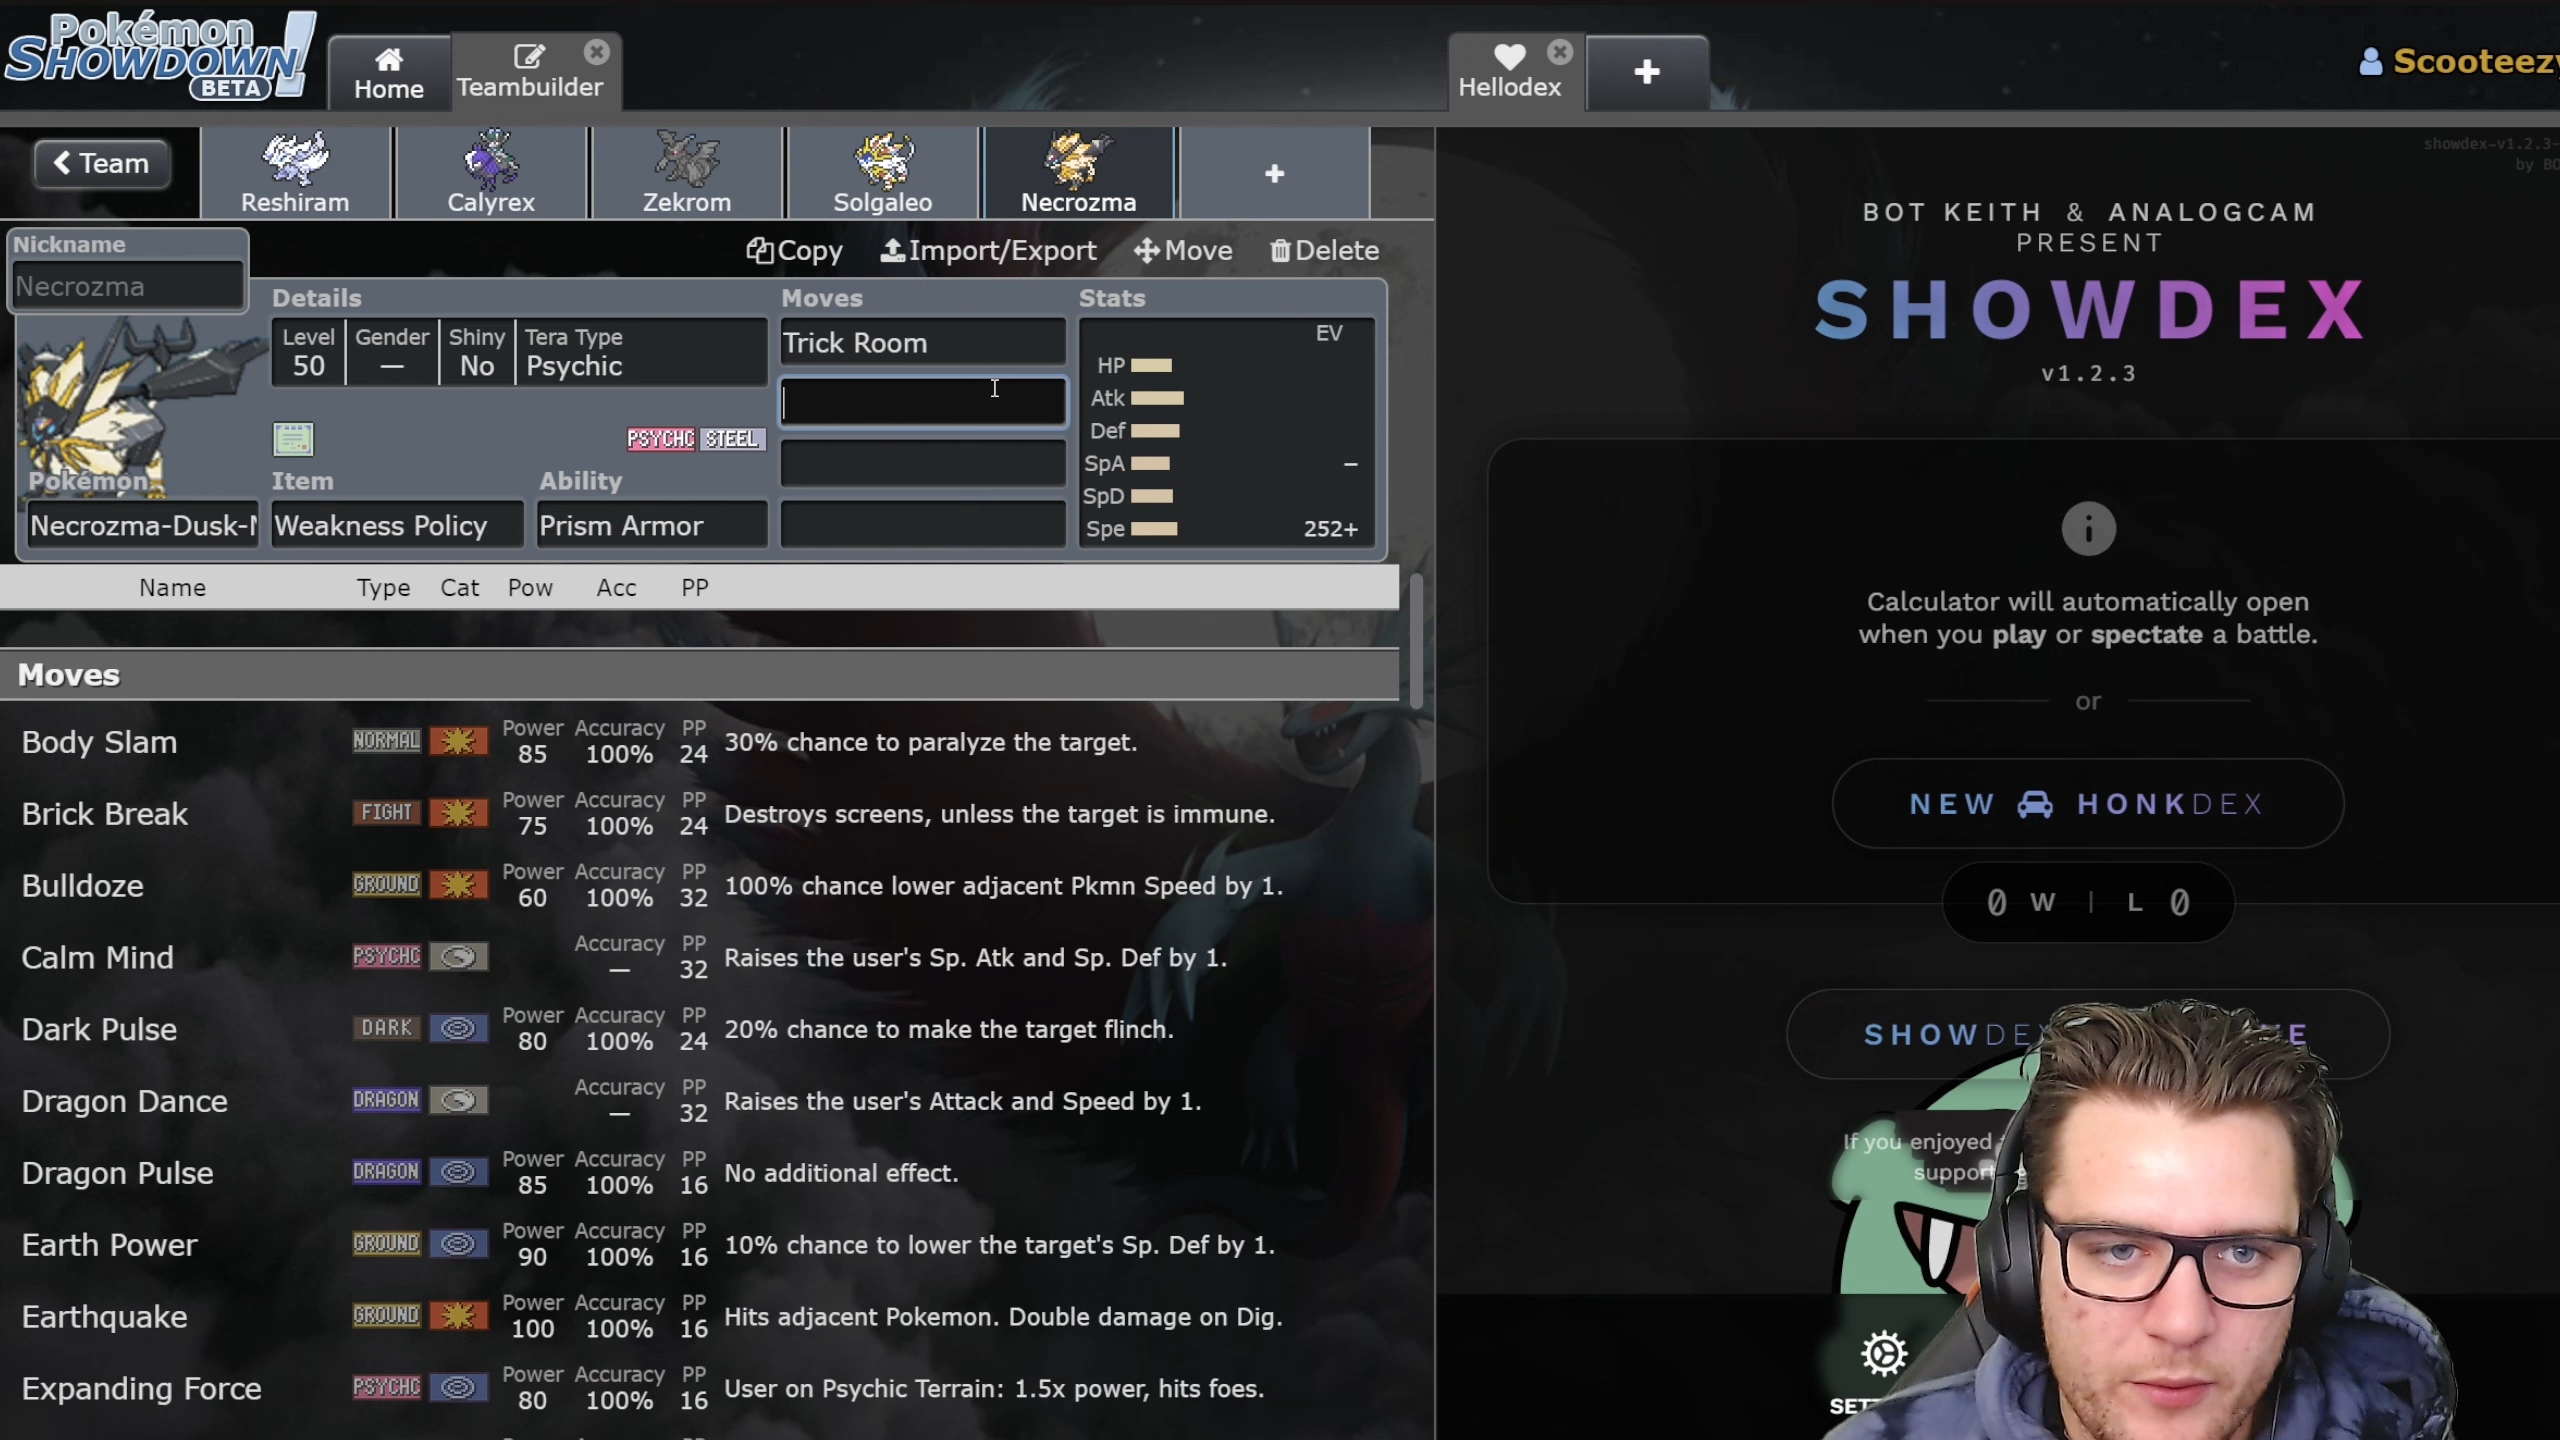 Pokémon
SHOWDOWN!
BETA
Home
Teambuilder
Hellodex
+
Scooteezy
Team
Reshiram
Calyrex
Zekrom
Solgaleo
Necrozma
+
showdex-v1.2.3-
by
Nickname
Necrozma
Copy
Import/Export
Move
Delete
Details
Moves
Stats
Level
50
Gender
—
Shiny
No
Tera Type
Psychic
Trick Room
EV
HP
Atk
Def
SpA –
SpD
Spe 252+
PSYCHC STEEL
Pokémon
Item
Ability
Necrozma-Dusk-
Weakness Policy
Prism Armor
Name Type Cat Pow Acc PP
Moves
Body Slam NORMAL Power 85 Accuracy 100% PP 24 30% chance to paralyze the target.
Brick Break FIGHT Power 75 Accuracy 100% PP 24 Destroys screens, unless the target is immune.
Bulldoze GROUND Power 60 Accuracy 100% PP 32 100% chance lower adjacent Pkmn Speed by 1.
Calm Mind PSYCHC Accuracy — PP 32 Raises the user's Sp. Atk and Sp. Def by 1.
Dark Pulse DARK Power 80 Accuracy 100% PP 24 20% chance to make the target flinch.
Dragon Dance DRAGON Accuracy — PP 32 Raises the user's Attack and Speed by 1.
Dragon Pulse DRAGON Power 85 Accuracy 100% PP 16 No additional effect.
Earth Power GROUND Power 90 Accuracy 100% PP 16 10% chance to lower the target's Sp. Def by 1.
Earthquake GROUND Power 100 Accuracy 100% PP 16 Hits adjacent Pokemon. Double damage on Dig.
Expanding Force PSYCHC Power 80 Accuracy 100% PP 16 User on Psychic Terrain: 1.5x power, hits foes.
BOT KEITH & ANALOGCAM
PRESENT
SHOWDEX
v1.2.3
Calculator will automatically open
when you play or spectate a battle.
or
NEW HONKDEX
0 W | L 0
SHOWDEX
If you enjoyed
support